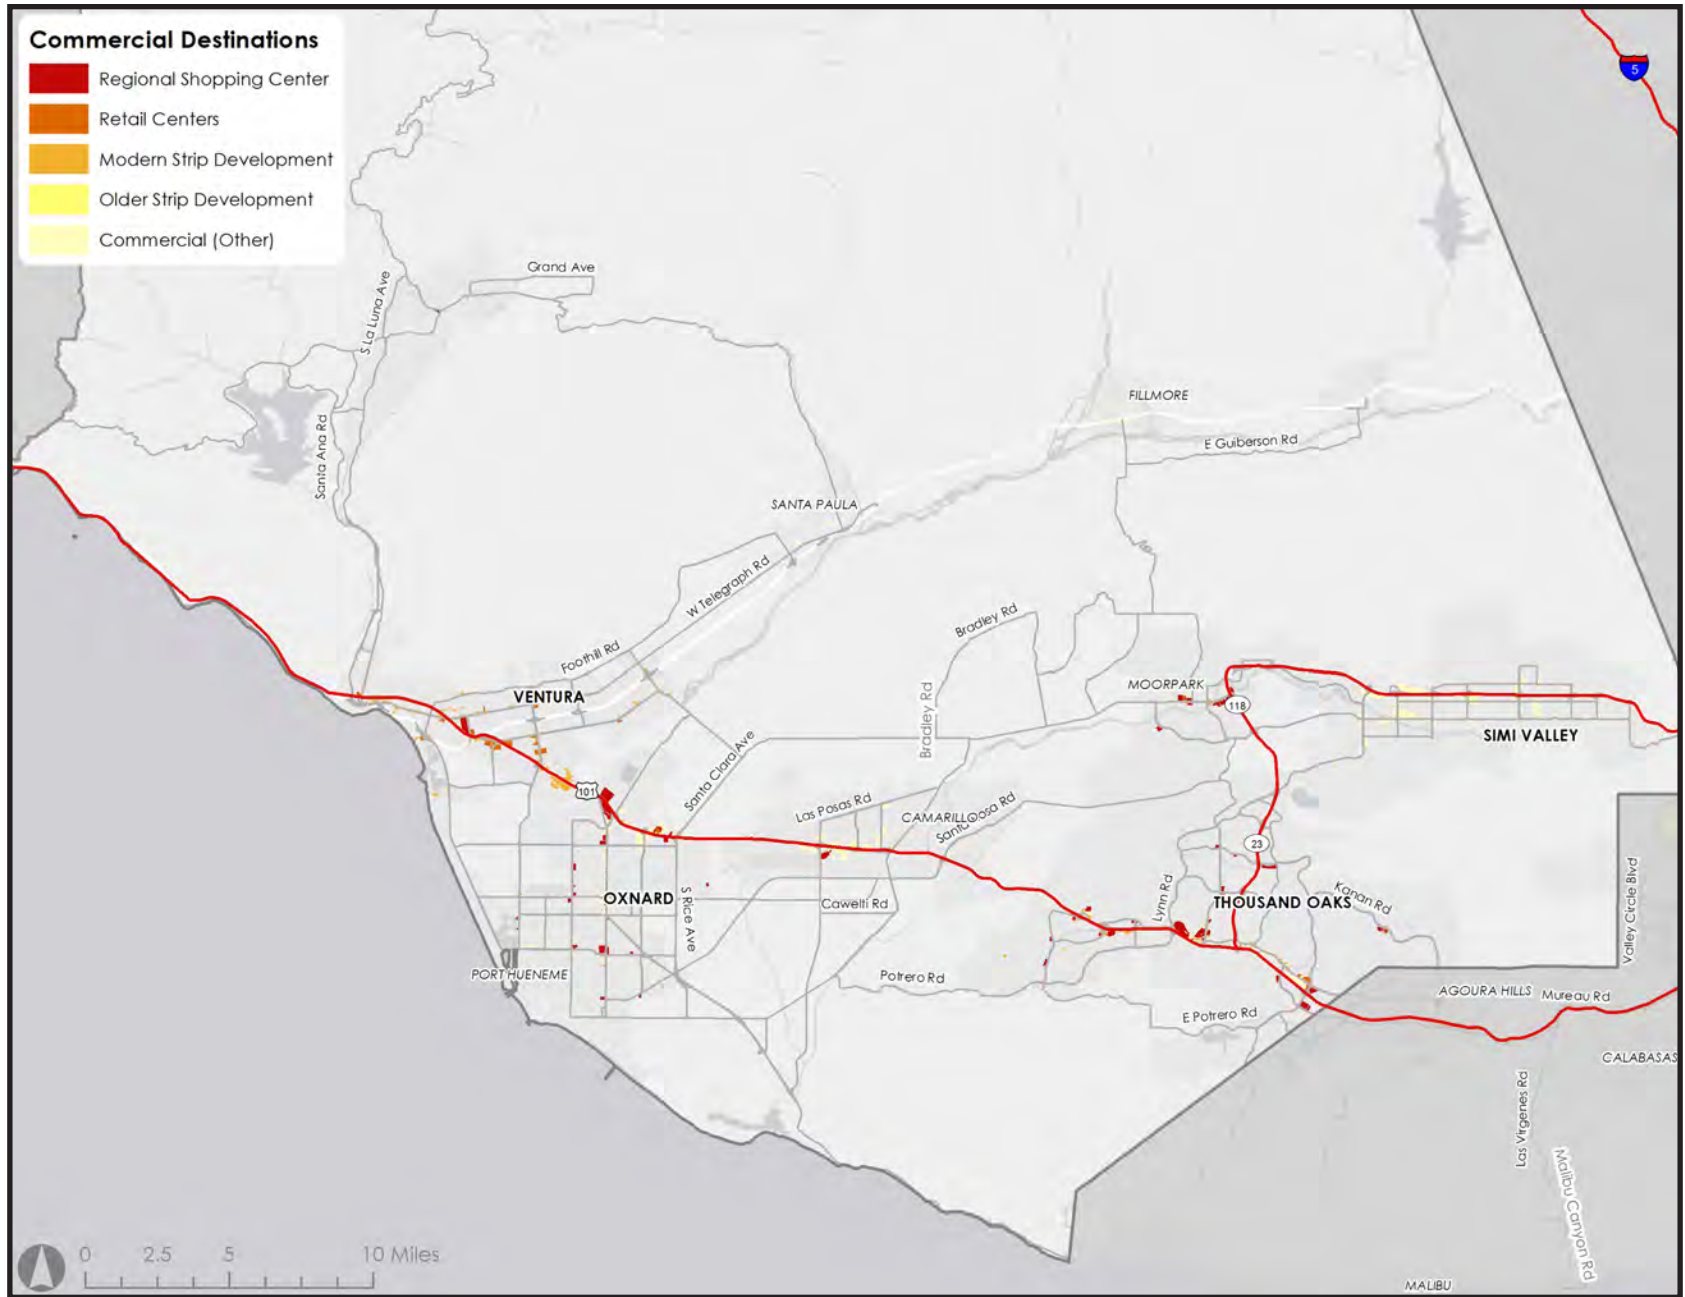 Commercial Destinations
Regional Shopping Center
Retail Centers
Modern Strip Development
Older Strip Development
Commercial (Other)
5
Grand Ave
S La Luna Ave
FILLMORE
E Guiberson Rd
Santa Ana Rd
SANTA PAULA
W Telegraph Rd
Bradley Rd
Foothill Rd
VENTURA
MOORPARK
118
Bradley Rd
SIMI VALLEY
Santa Clara Ave
101
Las Posas Rd
CAMARILLO
Santa Rosa Rd
23
Valley Circle Blvd
OXNARD
S Rice Ave
Cawelti Rd
Lynn Rd
THOUSAND OAKS
Kanan Rd
PORT HUENEME
Potrero Rd
AGOURA HILLS
Mureau Rd
E Potrero Rd
CALABASAS
Las Virgenes Rd
Malibu Canyon Rd
0 2.5 5 10 Miles
MALIBU